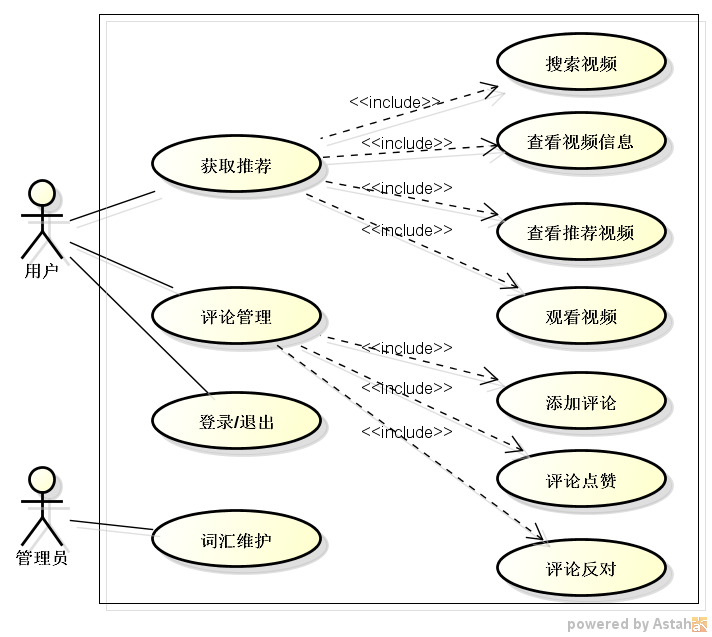 搜索视频
<<include>>
<<include>>
查看视频信息
获取推荐
<<include>>
查看推荐视频
<<include>>
用户
评论管理
观看视频
<<include>>
<<include>>
添加评论
登录/退出
<<include>>
评论点赞
词汇维护
管理员
评论反对
powered by Astah